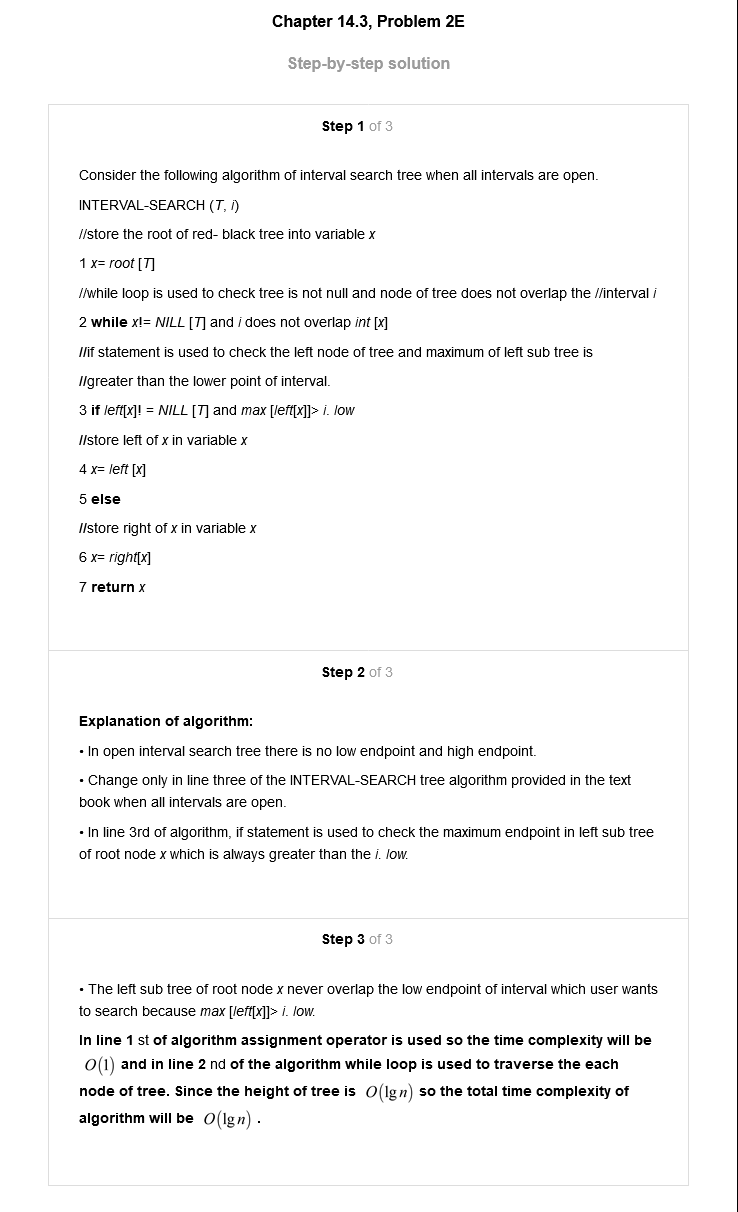 Chapter 14.3, Problem 2E
Step-by-step solution
Step 1 of 3
Consider the following algorithm of interval search tree when all intervals are open.
INTERVAL-SEARCH (T, i)
//store the root of red- black tree into variable x
1 x= root [T]
//while loop is used to check tree is not null and node of tree does not overlap the //interval i
2 while x!= NILL [T] and i does not overlap int [x]
//if statement is used to check the left node of tree and maximum of left sub tree is
//greater than the lower point of interval.
3 if left[x]! = NILL [T] and max [left[x]]> i. low
//store left of x in variable x
4 x= left [x]
5 else
//store right of x in variable x
6 x= right[x]
7 return x
Step 2 of 3
Explanation of algorithm:
• In open interval search tree there is no low endpoint and high endpoint.
• Change only in line three of the INTERVAL-SEARCH tree algorithm provided in the text
book when all intervals are open.
• In line 3rd of algorithm, if statement is used to check the maximum endpoint in left sub tree
of root node x which is always greater than the i. low.
Step 3 of 3
• The left sub tree of root node x never overlap the low endpoint of interval which user wants
to search because max [left[x]]> i. low.
In line 1 st of algorithm assignment operator is used so the time complexity will be
O(1) and in line 2 nd of the algorithm while loop is used to traverse the each
node of tree. Since the height of tree is O(lg n) so the total time complexity of
algorithm will be O(lg n) .